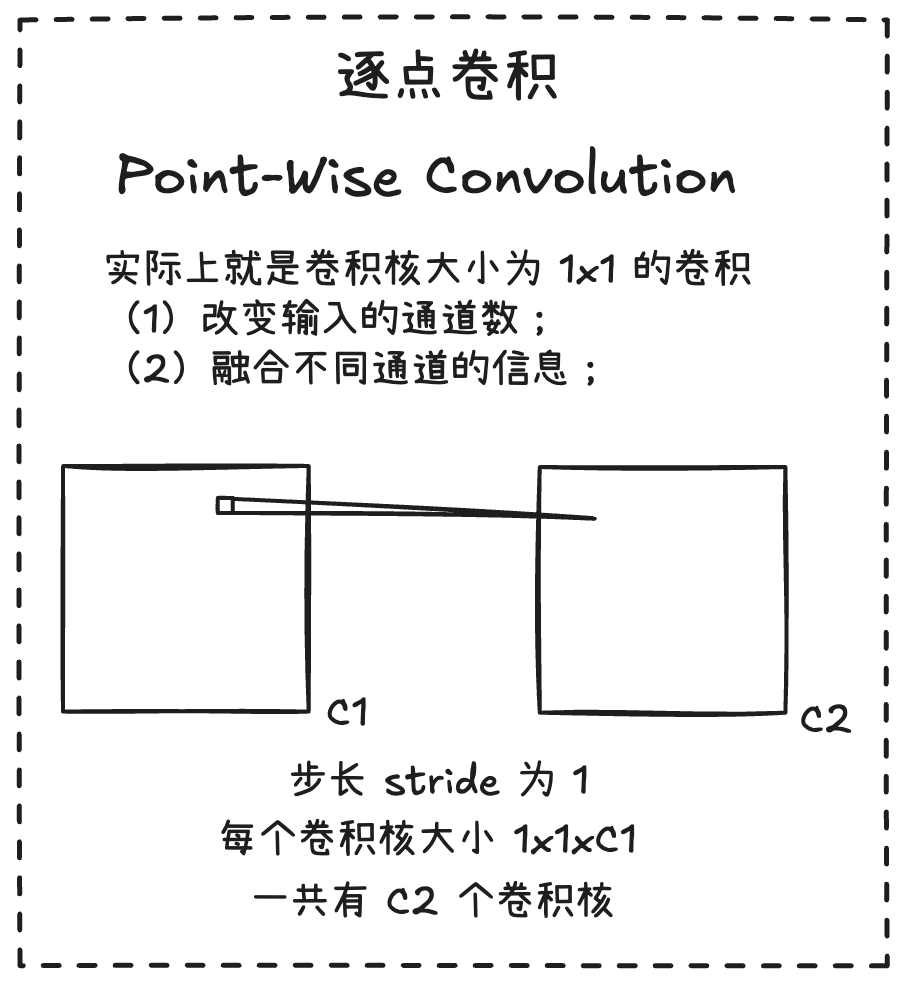 逐点卷积
Point-Wise Convolution
实际上就是卷积核大小为 1x1 的卷积
（1）改变输入的通道数；
（2）融合不同通道的信息；
C1
C2
步长 stride 为 1
每个卷积核大小 1x1xC1
一共有 C2 个卷积核